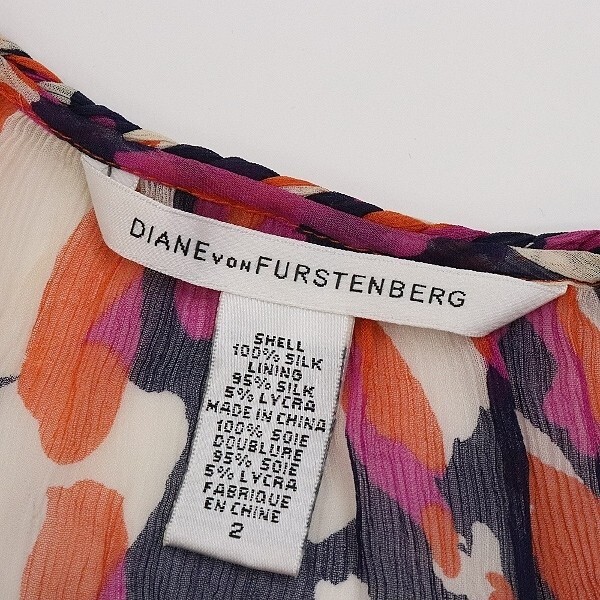 DIANE VON FURSTENBERG
SHELL
100% SILK
LINING
95% SILK
5% LYCRA
MADE IN CHINA
100% SOIE
DOUBLURE
95% SOIE
5% LYCRA
FABRIQUE
EN CHINE
2